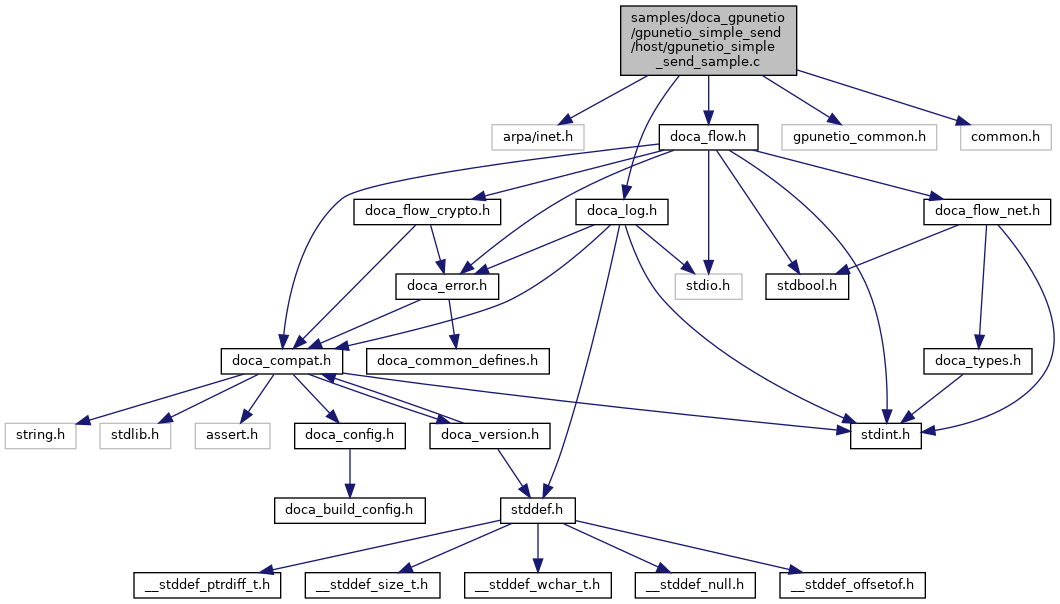 samples/doca_gpunetio
/gpunetio_simple_send
/host/gpunetio_simple
_send_sample.c
arpa/inet.h
doca_flow.h
gpunetio_common.h
common.h
doca_flow_crypto.h
doca_log.h
doca_flow_net.h
doca_error.h
stdio.h
stdbool.h
doca_compat.h
doca_common_defines.h
doca_types.h
string.h
stdlib.h
assert.h
doca_config.h
doca_version.h
stdint.h
doca_build_config.h
stddef.h
__stddef_ptrdiff_t.h
__stddef_size_t.h
__stddef_wchar_t.h
__stddef_null.h
__stddef_offsetof.h